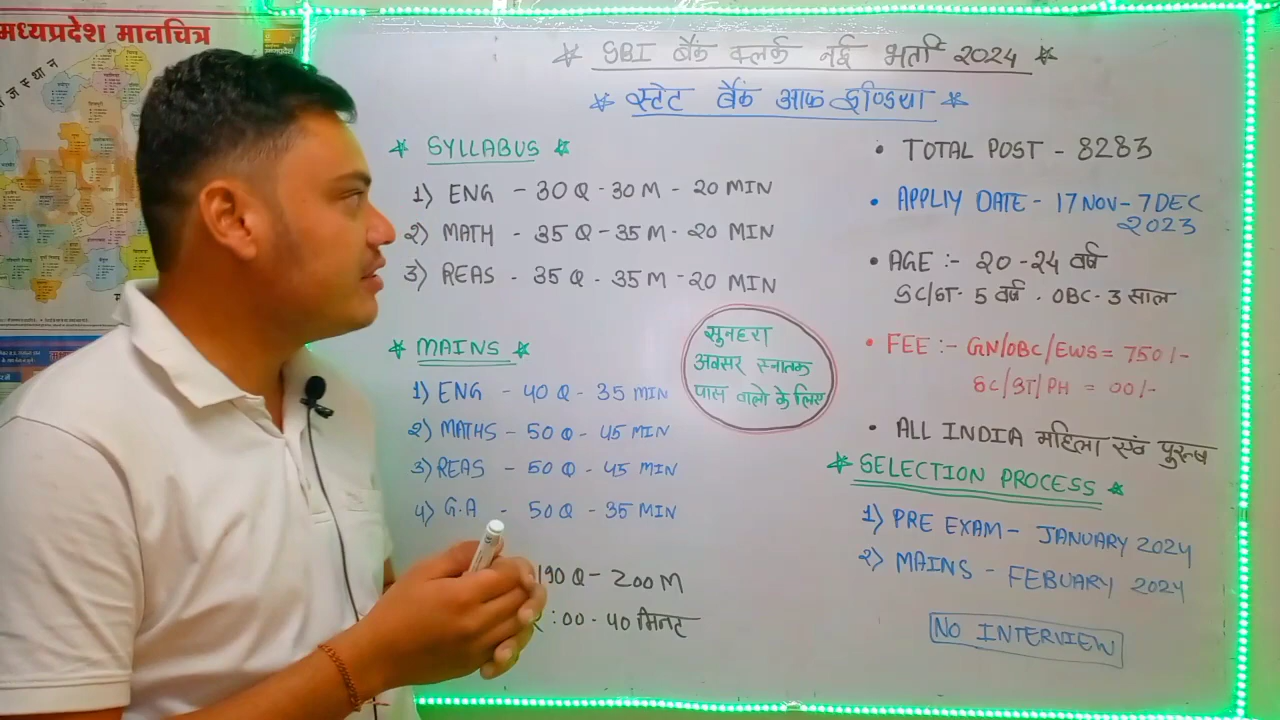 मध्यप्रदेश मानचित्र
* SBI बैंक क्लर्क नई भर्ती 2024 *
* स्टेट बैंक आफ इण्डिया *
* SYLLABUS *
1) ENG - 30 Q - 30 M - 20 MIN
2) MATH - 35 Q - 35 M - 20 MIN
3) REAS - 35 Q - 35 M - 20 MIN
* MAINS *
1) ENG - 40 Q - 35 MIN
2) MATHS - 50 Q - 45 MIN
3) REAS - 50 Q - 45 MIN
4) G.A - 50 Q - 35 MIN
190 Q - 200 M
:00 - 40 मिनट
सुनहरा
अवसर स्नातक
पास वालो के लिए
• TOTAL POST - 8283
• APPLIY DATE - 17 NOV - 7 DEC
2023
• AGE :- 20 - 24 वर्ष
SC/ST - 5 वर्ष . OBC - 3 साल
• FEE :- GN/OBC/EWS = 750/-
SC/ST/PH = 00/-
• ALL INDIA महिला एवं पुरुष
* SELECTION PROCESS *
1) PRE EXAM - JANUARY 2024
2) MAINS - FEBUARY 2024
NO INTERVIEW